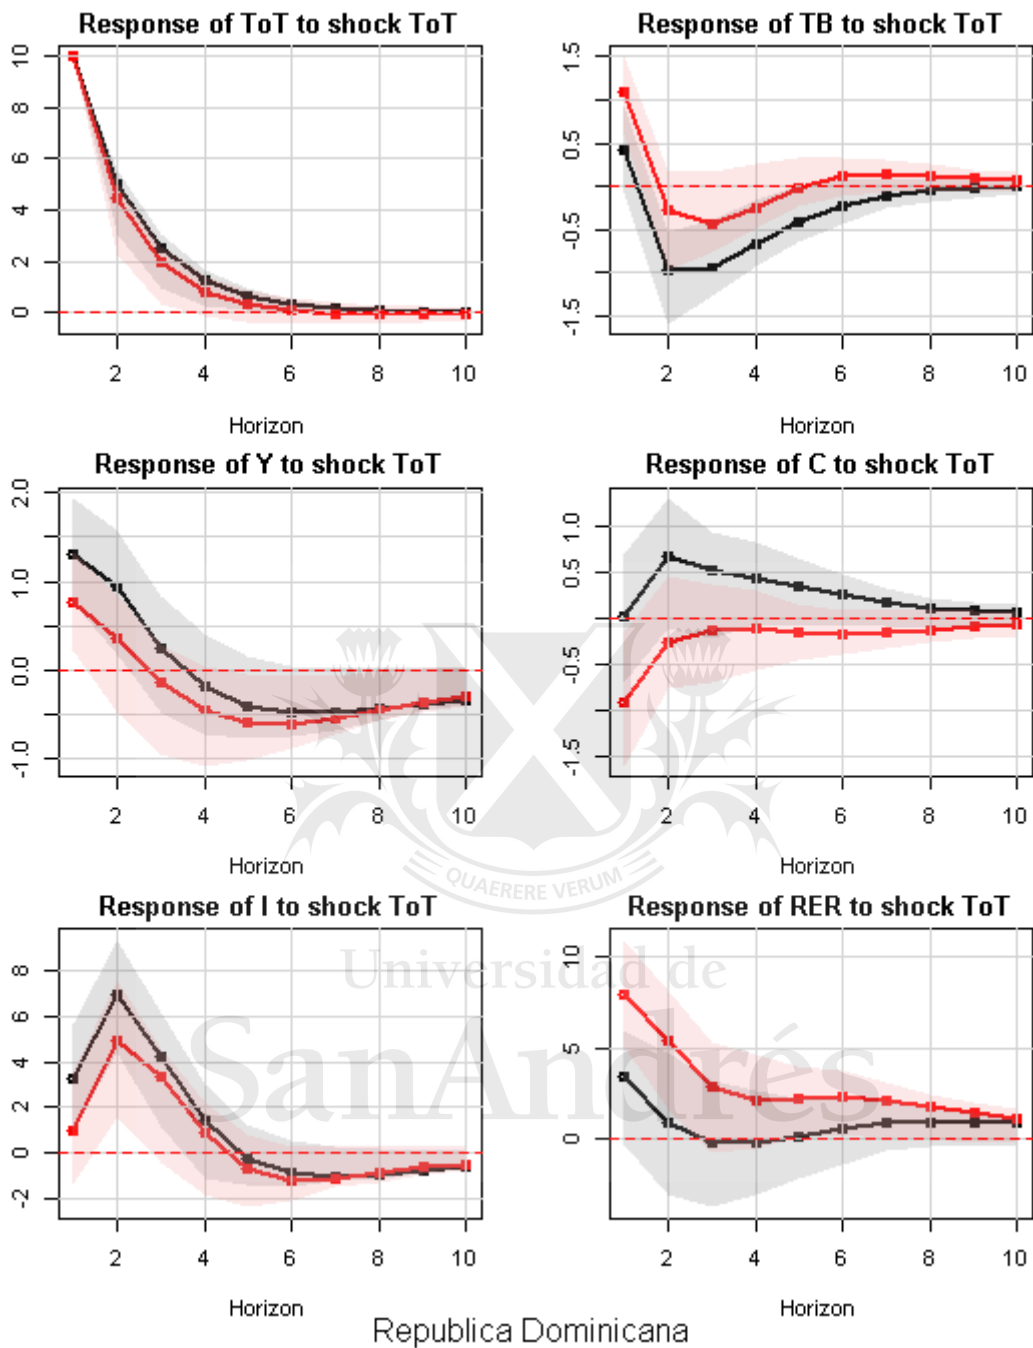 Response of ToT to shock ToT
10
8
6
4
2
0
2 4 6 8 10
Horizon
Response of TB to shock ToT
1.5
0.5
-0.5
-1.5
2 4 6 8 10
Horizon
Response of Y to shock ToT
2.0
1.0
0.0
-1.0
2 4 6 8 10
Horizon
Response of C to shock ToT
1.0
0.5
-0.5
-1.5
2 4 6 8 10
Horizon
QUAERERE VERUM
Response of I to shock ToT
8
6
4
2
0
-2
2 4 6 8 10
Horizon
Response of RER to shock ToT
10
5
0
2 4 6 8 10
Horizon
Universidad de
SanAndrés
Republica Dominicana